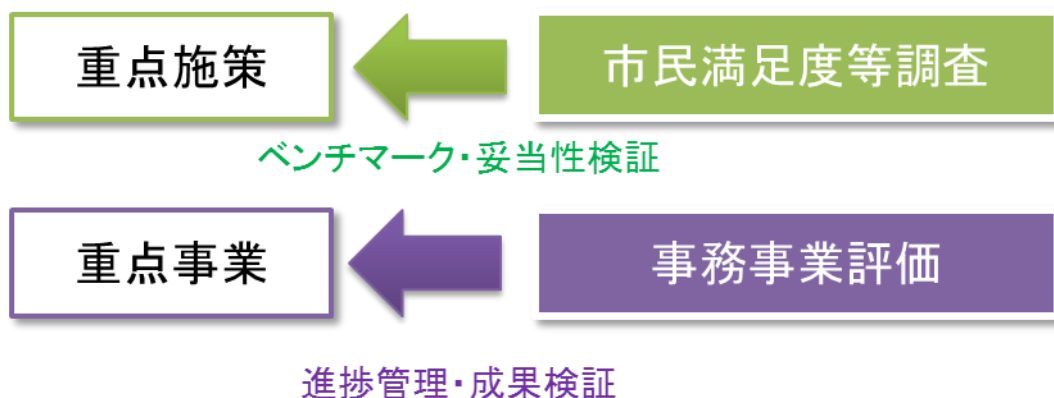 重点施策
市民満足度等調査
ベンチマーク・妥当性検証
重点事業
事務事業評価
進捗管理・成果検証